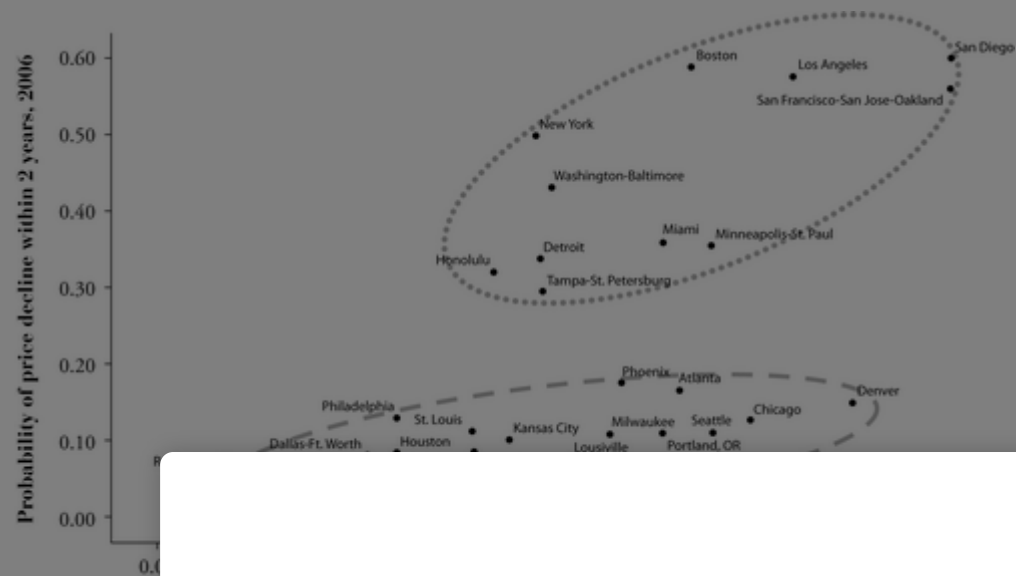 Probability of price decline within 2 years, 2006
San Diego
0.60
Boston
Los Angeles
San Francisco-San Jose-Oakland
0.50
New York
Washington-Baltimore
0.40
Miami
Minneapolis-St. Paul
Detroit
Honolulu
0.30
Tampa-St. Petersburg
0.20
Phoenix
Atlanta
Denver
Philadelphia
Chicago
St. Louis
Milwaukee
Seattle
Kansas City
0.10
Dallas-Ft. Worth
Houston
Lousiville
Portland, OR
0.00